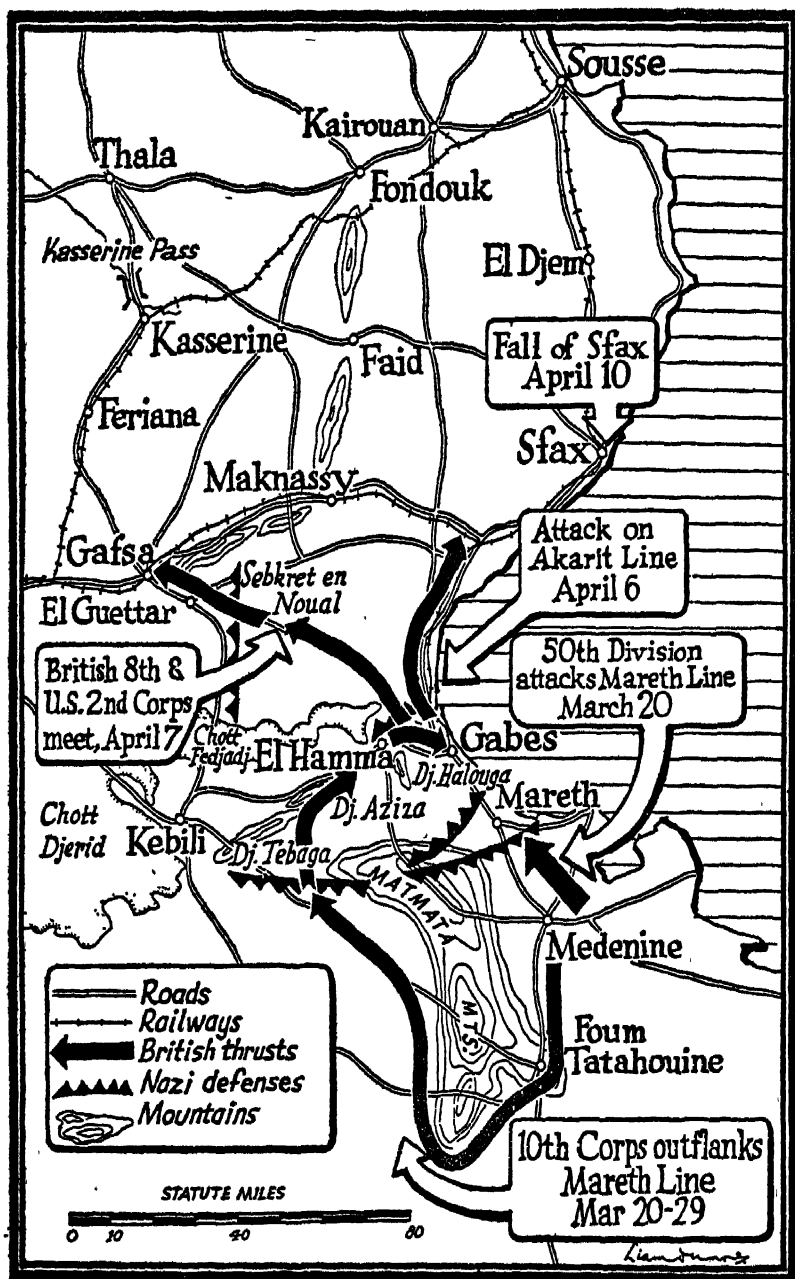 Sousse
Kairouan
Thala
Fondouk
Kasserine Pass
El Djem
Kasserine
Faid
Fall of Sfax
April 10
Feriana
Sfax
Maknassy
Attack on
Akarit Line
April 6
Gafsa
Sebkret en
Noual
El Guettar
British 8th &
U.S. 2nd Corps
meet, April 7
50th Division
attacks Mareth Line
March 20
Chott
Fedjadj
El Hamma
Gabes
Dj. Halouga
Mareth
Dj. Aziza
Chott
Djerid
Kebili
Dj. Tebaga
MATMATA
MTS.
Medenine
Foum
Tatahouine
Roads
Railways
British thrusts
Nazi defenses
Mountains
10th Corps outflanks
Mareth Line
Mar 20-29
STATUTE MILES
0 10 40 80